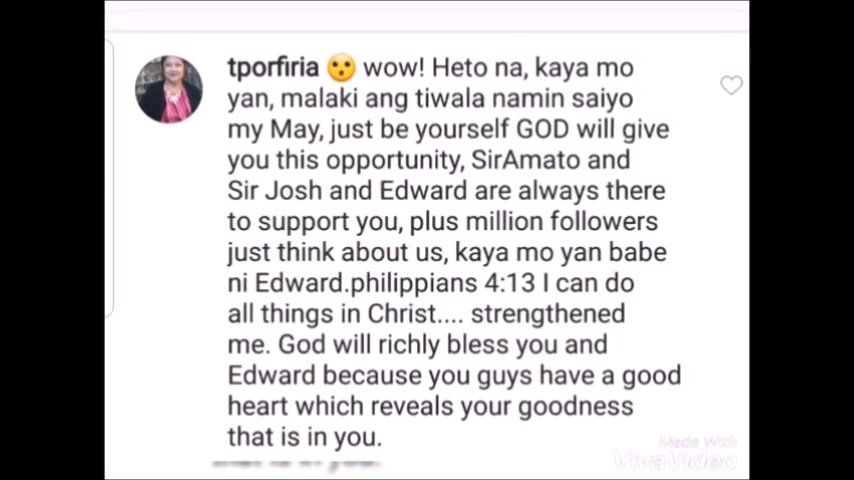 tporfiria 😮 wow! Heto na, kaya mo
yan, malaki ang tiwala namin saiyo
my May, just be yourself GOD will give
you this opportunity, SirAmato and
Sir Josh and Edward are always there
to support you, plus million followers
just think about us, kaya mo yan babe
ni Edward.philippians 4:13 I can do
all things in Christ.... strengthened
me. God will richly bless you and
Edward because you guys have a good
heart which reveals your goodness
that is in you.
that is in you.
Made With
VivaVideo